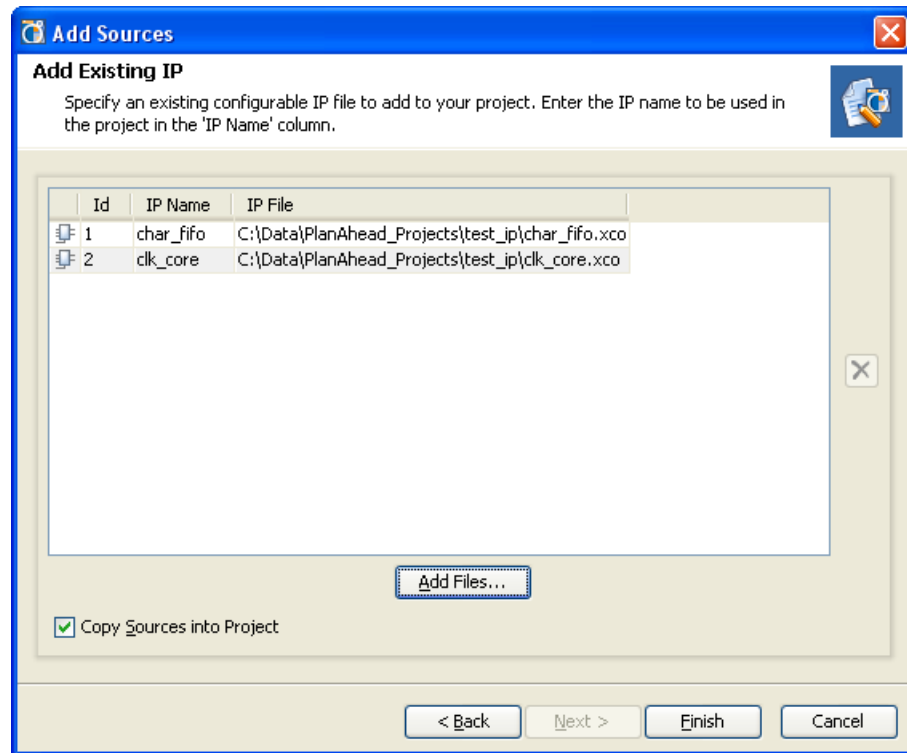 Add Sources
Add Existing IP
Specify an existing configurable IP file to add to your project. Enter the IP name to be used in
the project in the 'IP Name' column.
Id IP Name IP File
1 char_fifo C:\Data\PlanAhead_Projects\test_ip\char_fifo.xco
2 clk_core C:\Data\PlanAhead_Projects\test_ip\clk_core.xco
Add Files...
Copy Sources into Project
< Back Next > Finish Cancel